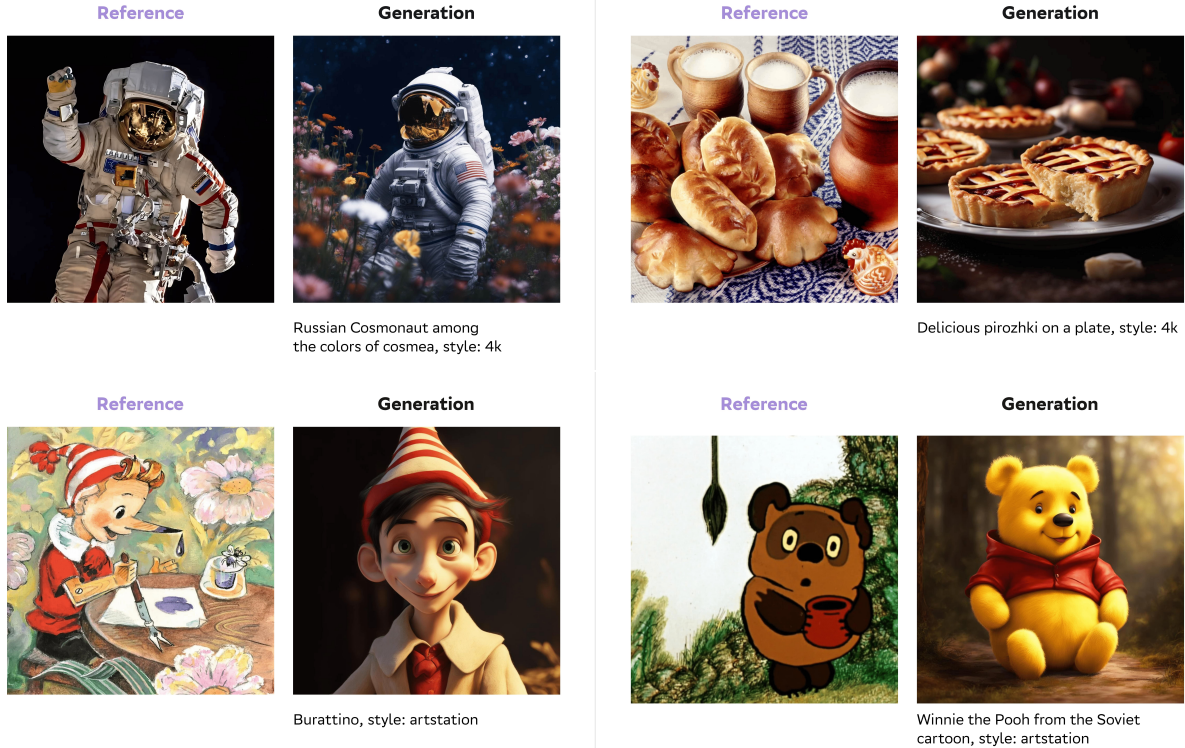 Reference
Generation
Reference
Generation
Russian Cosmonaut among
the colors of cosmea, style: 4k
Delicious pirozhki on a plate, style: 4k
Reference
Generation
Reference
Generation
Burattino, style: artstation
Winnie the Pooh from the Soviet
cartoon, style: artstation